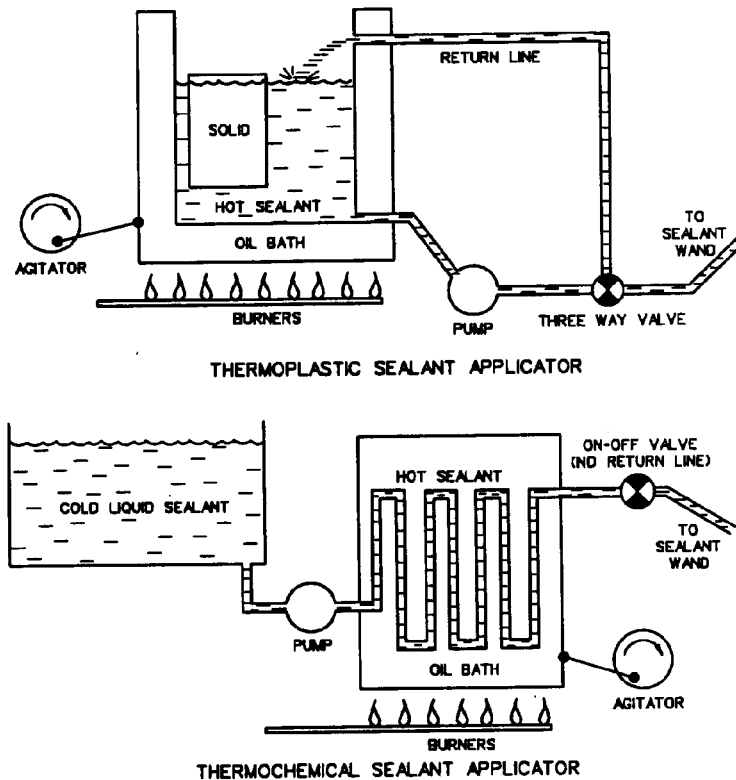 RETURN LINE
SOLID
HOT SEALANT
OIL BATH
AGITATOR
BURNERS
PUMP
THREE WAY VALVE
TO
SEALANT
WAND
THERMOPLASTIC SEALANT APPLICATOR
COLD LIQUID SEALANT
PUMP
HOT SEALANT
OIL BATH
ON-OFF VALVE
(NO RETURN LINE)
TO
SEALANT
WAND
AGITATOR
BURNERS
THERMOCHEMICAL SEALANT APPLICATOR